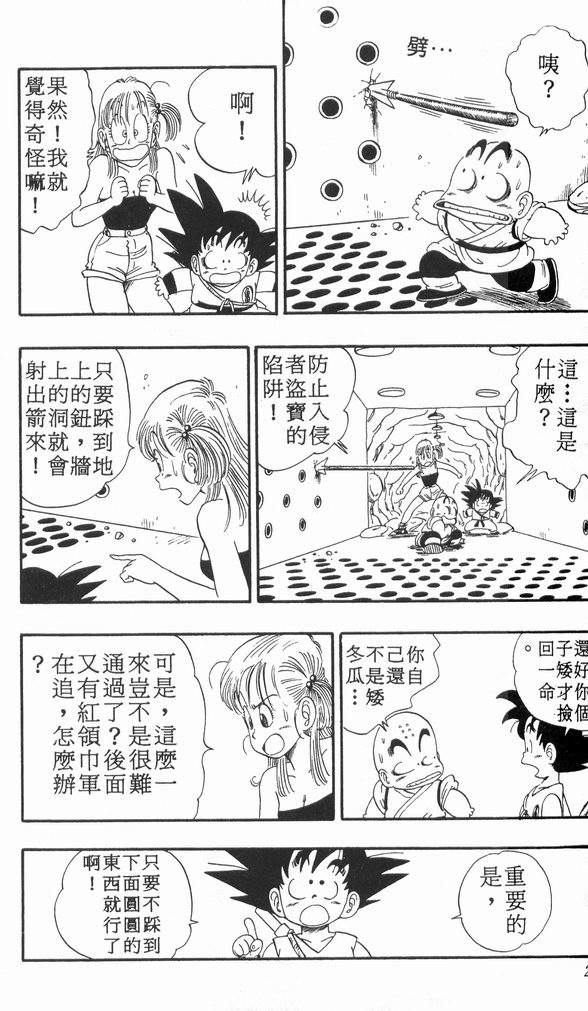 劈⋯
咦？
啊！
果然！我就
覺得奇怪嘛！
這⋯這是
什麼？
防止入侵
者盜寶的
陷阱！
只要踩到地
上的鈕，牆
上的洞就會
射出箭來！
還好你個
子矮才撿
回一命。
你自
己還
不是矮
冬瓜⋯
可是，這麼一
來豈不是很難
通過了？後面
又有紅領巾軍
在追，怎麼辦
？
重要的
是，
只要不踩到
下面圓圓的
東西就行了
啊！
2